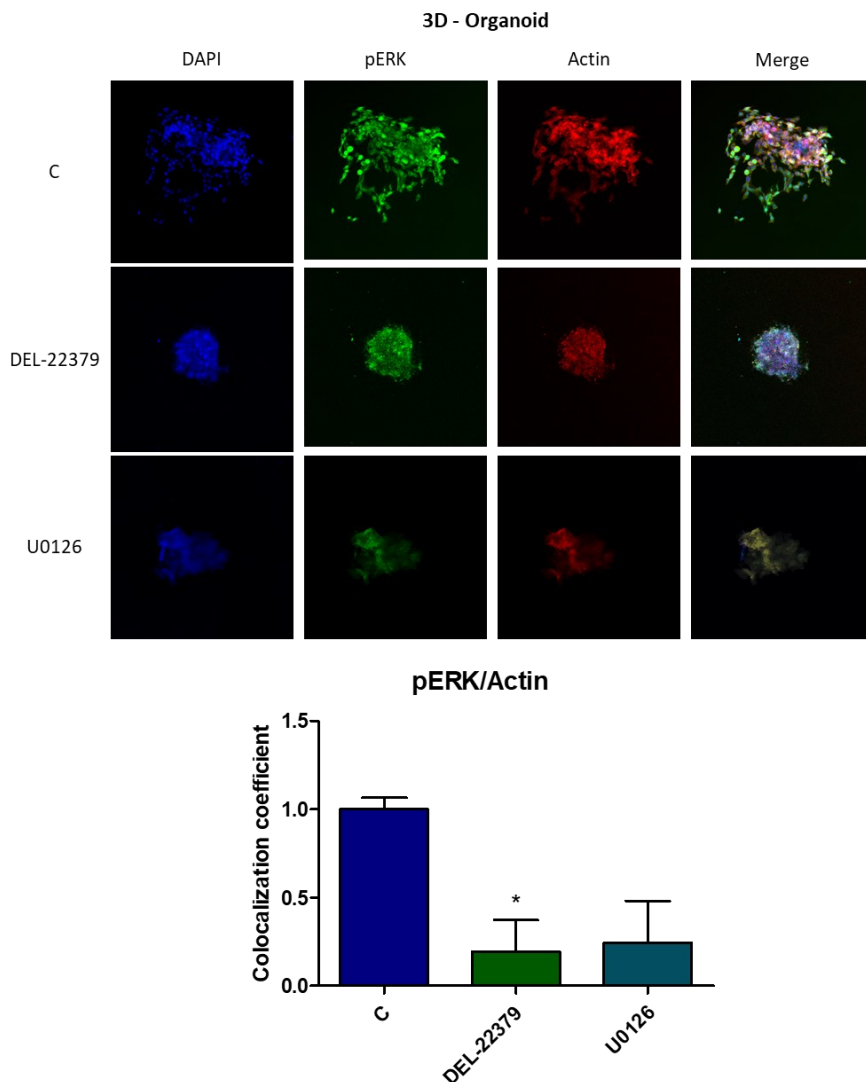 3D - Organoid
DAPI pERK Actin Merge
C
DEL-22379
U0126
pERK/Actin
Colocalization coefficient
1.5
1.0
0.5
0.0
*
C
DEL-22379
U0126